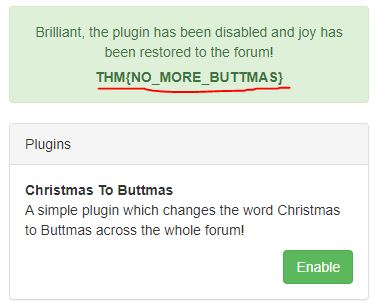 Brilliant, the plugin has been disabled and joy has
been restored to the forum!
THM{NO_MORE_BUTTMAS}
Plugins
Christmas To Buttmas
A simple plugin which changes the word Christmas
to Buttmas across the whole forum!
Enable